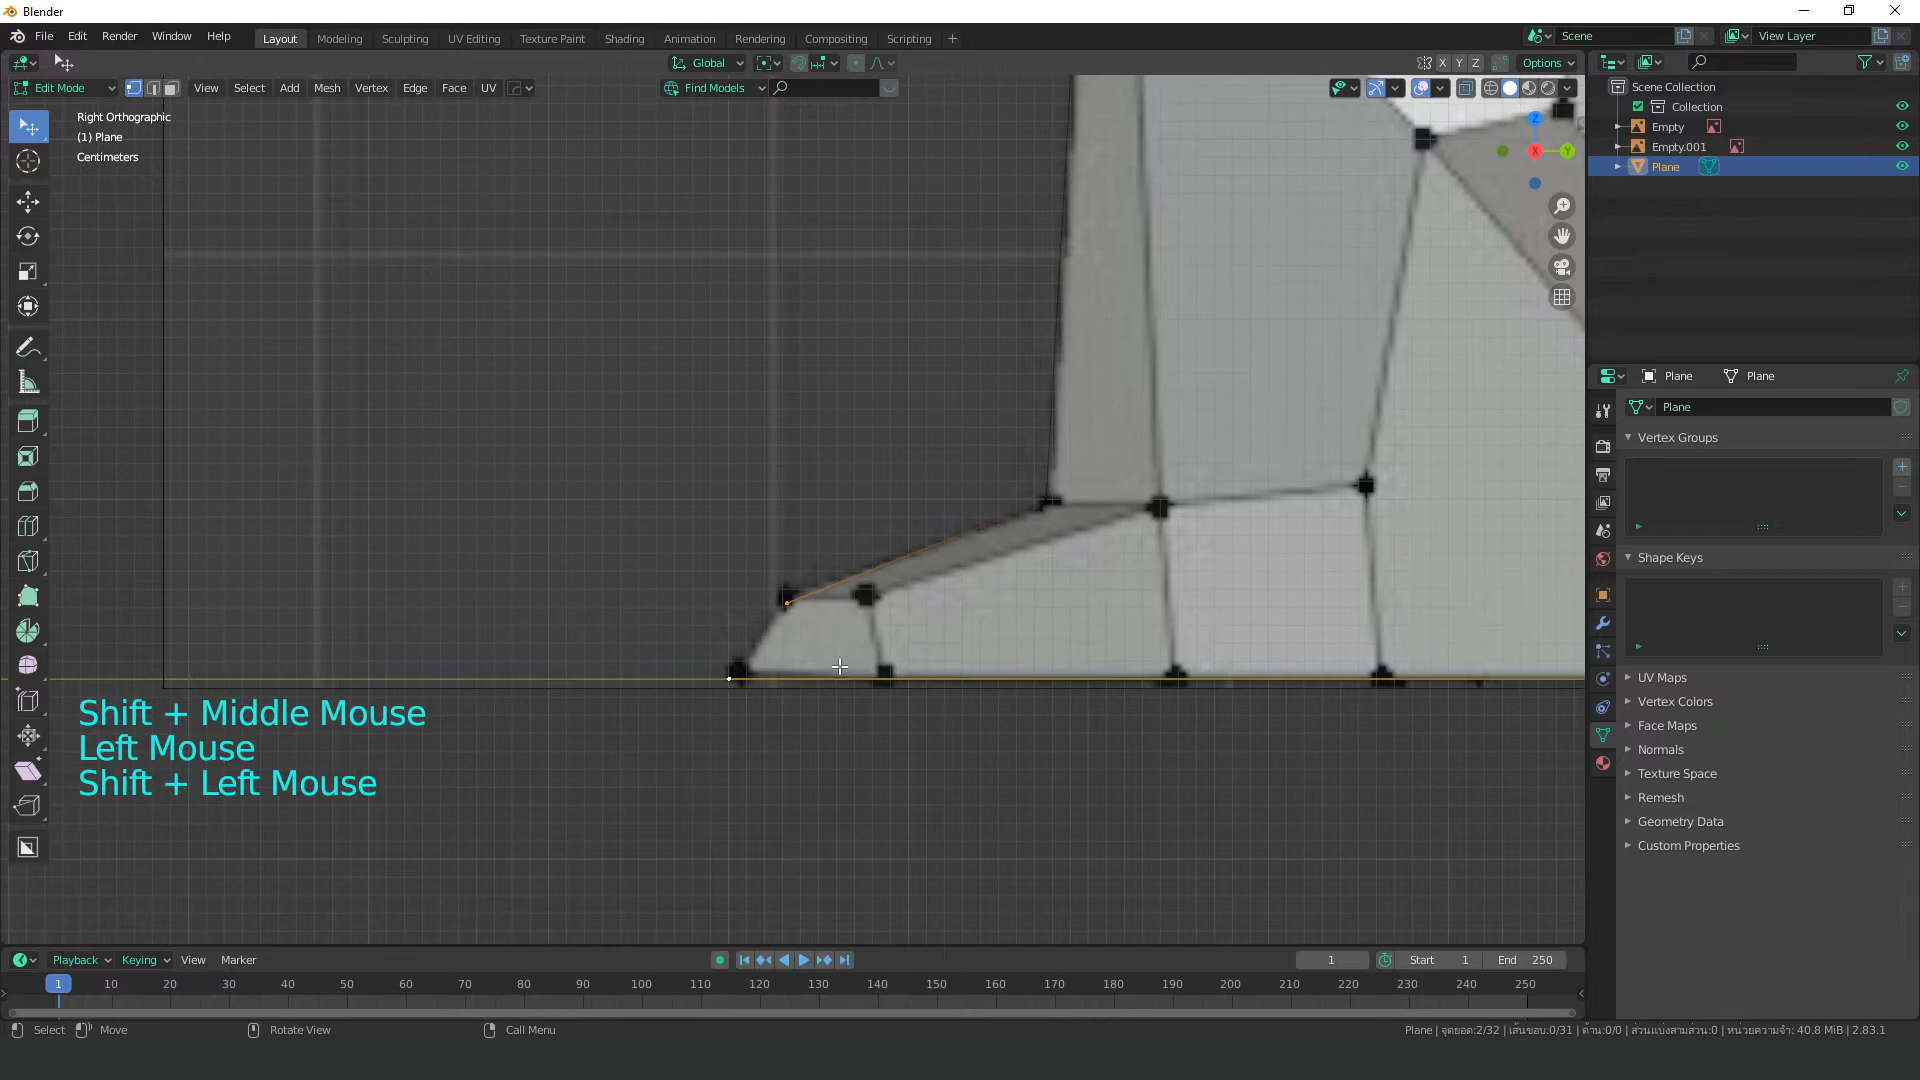 Blender
File Edit Render Window Help
Layout Modeling Sculpting UV Editing Texture Paint Shading Animation Rendering Compositing Scripting +
Scene
View Layer
Global
X Y Z
Options
Edit Mode
View Select Add Mesh Vertex Edge Face UV
Find Models
Right Orthographic
(1) Plane
Centimeters
Z
X
Y
Scene Collection
Collection
Empty
Empty.001
Plane
Plane
Plane
Plane
Vertex Groups
Shape Keys
UV Maps
Vertex Colors
Face Maps
Normals
Texture Space
Remesh
Geometry Data
Custom Properties
Shift + Middle Mouse
Left Mouse
Shift + Left Mouse
Playback Keying View Marker
1
Start 1
End 250
1 10 20 30 40 50 60 70 80 90 100 110 120 130 140 150 160 170 180 190 200 210 220 230 240 250
Select Move Rotate View Call Menu
Plane | จุดยอด:2/32 | เส้นขอบ:0/31 | ด้าน:0/0 | ส่วนแบ่งสามส่วน:0 | หน่วยความจำ: 40.8 MiB | 2.83.1